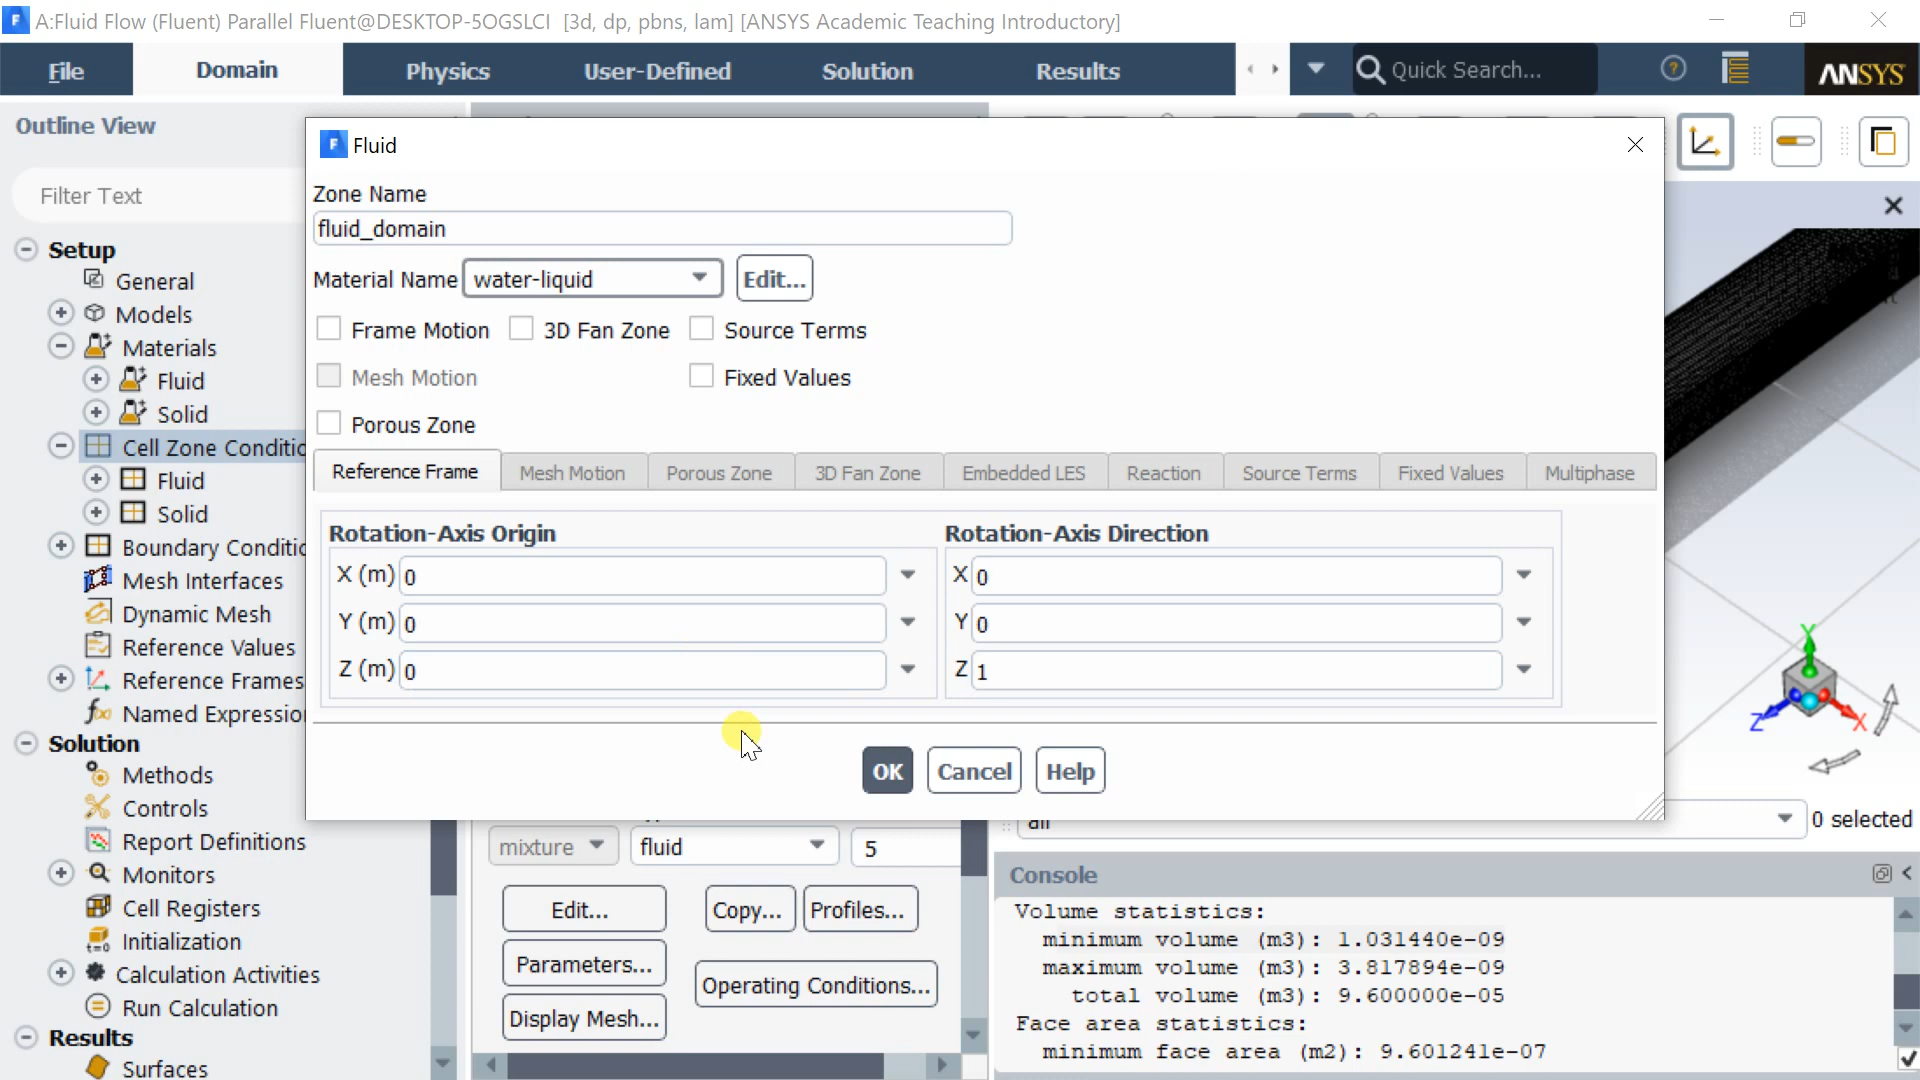 A:Fluid Flow (Fluent) Parallel Fluent@DESKTOP-5OGSLCI [3d, dp, pbns, lam] [ANSYS Academic Teaching Introductory]
File
Domain
Physics
User-Defined
Solution
Results
Quick Search...
ANSYS
Outline View
Filter Text
Setup
General
Models
Materials
Fluid
Solid
Cell Zone Conditic
Fluid
Solid
Boundary Conditic
Mesh Interfaces
Dynamic Mesh
Reference Values
Reference Frames
Named Expressio
Solution
Methods
Controls
Report Definitions
Monitors
Cell Registers
Initialization
Calculation Activities
Run Calculation
Results
Surfaces
Fluid
Zone Name
fluid_domain
Material Name water-liquid Edit...
Frame Motion 3D Fan Zone Source Terms
Mesh Motion Fixed Values
Porous Zone
Reference Frame Mesh Motion Porous Zone 3D Fan Zone Embedded LES Reaction Source Terms Fixed Values Multiphase
Rotation-Axis Origin
X (m) 0
Y (m) 0
Z (m) 0
Rotation-Axis Direction
X 0
Y 0
Z 1
OK Cancel Help
mixture fluid 5
Edit... Copy... Profiles...
Parameters...
Operating Conditions...
Display Mesh...
Y
Z
X
all
0 selected
Console
Volume statistics:
minimum volume (m3): 1.031440e-09
maximum volume (m3): 3.817894e-09
total volume (m3): 9.600000e-05
Face area statistics:
minimum face area (m2): 9.601241e-07